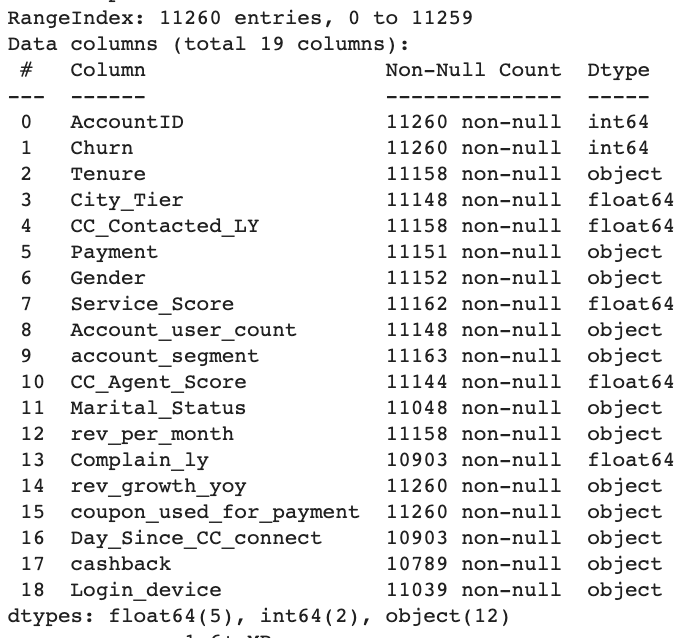 RangeIndex: 11260 entries, 0 to 11259
Data columns (total 19 columns):
 #   Column                   Non-Null Count  Dtype
---  ------                   --------------  -----
 0   AccountID                11260 non-null  int64
 1   Churn                    11260 non-null  int64
 2   Tenure                   11158 non-null  object
 3   City_Tier                11148 non-null  float64
 4   CC_Contacted_LY          11158 non-null  float64
 5   Payment                  11151 non-null  object
 6   Gender                   11152 non-null  object
 7   Service_Score            11162 non-null  float64
 8   Account_user_count       11148 non-null  object
 9   account_segment          11163 non-null  object
 10  CC_Agent_Score           11144 non-null  float64
 11  Marital_Status           11048 non-null  object
 12  rev_per_month            11158 non-null  object
 13  Complain_ly              10903 non-null  float64
 14  rev_growth_yoy           11260 non-null  object
 15  coupon_used_for_payment  11260 non-null  object
 16  Day_Since_CC_connect     10903 non-null  object
 17  cashback                 10789 non-null  object
 18  Login_device             11039 non-null  object
dtypes: float64(5), int64(2), object(12)